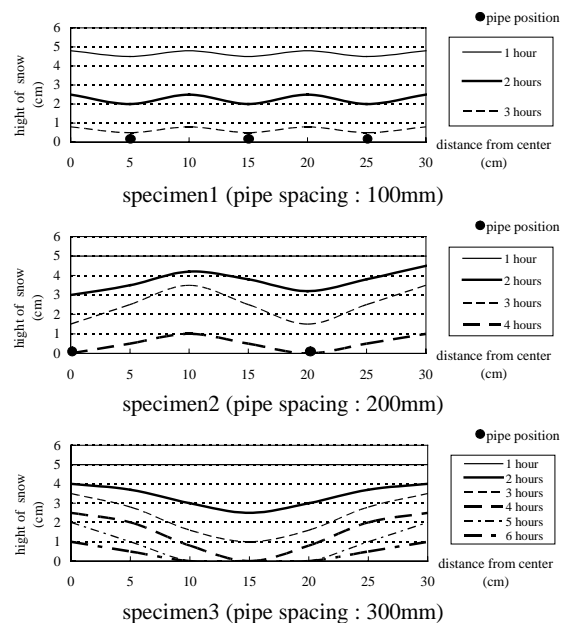 ● pipe position
6
5
4
3
2
1
0
hight of snow
(cm)
0 5 10 15 20 25 30
1 hour
2 hours
3 hours
distance from center
(cm)
specimen1 (pipe spacing : 100mm)
● pipe position
6
5
4
3
2
1
0
hight of snow
(cm)
0 5 10 15 20 25 30
1 hour
2 hours
3 hours
4 hours
distance from center
(cm)
specimen2 (pipe spacing : 200mm)
● pipe position
6
5
4
3
2
1
0
hight of snow
(cm)
0 5 10 15 20 25 30
1 hour
2 hours
3 hours
4 hours
5 hours
6 hours
distance from center
(cm)
specimen3 (pipe spacing : 300mm)